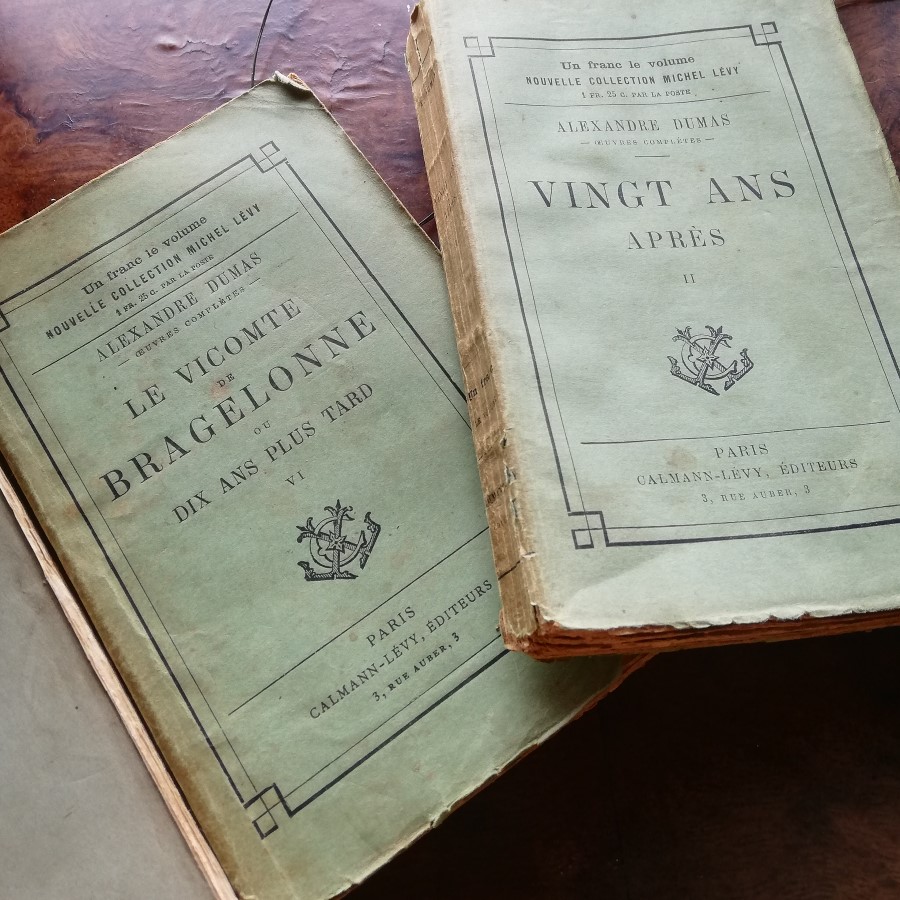 Un franc le volume
NOUVELLE COLLECTION MICHEL LÉVY
1 FR. 25 C. PAR LA POSTE
ALEXANDRE DUMAS
— ŒUVRES COMPLÈTES —
LE VICOMTE
DE
BRAGELONNE
OU
DIX ANS PLUS TARD
VI
PARIS
CALMANN-LÉVY, ÉDITEURS
3, RUE AUBER, 3
Un franc le volume
NOUVELLE COLLECTION MICHEL LÉVY
1 FR. 25 C. PAR LA POSTE
ALEXANDRE DUMAS
— ŒUVRES COMPLÈTES —
VINGT ANS
APRÈS
II
PARIS
CALMANN-LÉVY, ÉDITEURS
3, RUE AUBER, 3